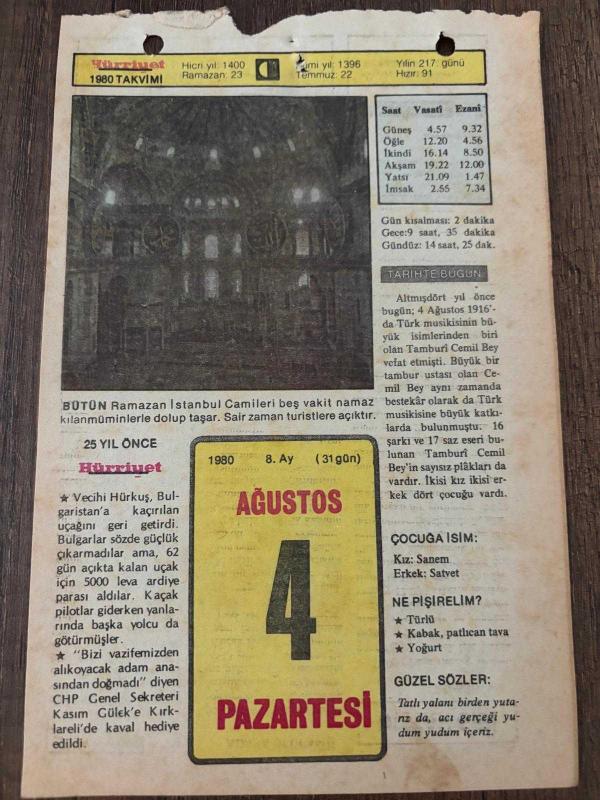 Hürriyet
1980 TAKVİMİ
Hicri yıl: 1400
Ramazan: 23
Rumi yıl: 1396
Temmuz: 22
Yılın 217. günü
Hızır: 91
Saat Vasatî Ezanî
Güneş 4.57 9.32
Öğle 12.20 4.56
İkindi 16.14 8.50
Akşam 19.22 12.00
Yatsı 21.09 1.47
İmsak 2.55 7.34
Gün kısalması: 2 dakika
Gece:9 saat, 35 dakika
Gündüz: 14 saat, 25 dak.
BÜTÜN Ramazan İstanbul Camileri beş vakit namaz
kılanmüminlerle dolup taşar. Sair zaman turistlere açıktır.
TARİHTE BUGÜN
Altmışdört yıl önce
bugün; 4 Ağustos 1916'-
da Türk musikisinin bü-
yük isimlerinden biri
olan Tamburî Cemil Bey
vefat etmişti. Büyük bir
tambur ustası olan Ce-
mil Bey aynı zamanda
bestekâr olarak da Türk
musikisine büyük katkı-
larda bulunmuştu. 16
şarkı ve 17 saz eseri bu-
lunan Tamburî Cemil
Bey'in sayısız plâkları da
vardır. İkisi kız ikisi er-
kek dört çocuğu vardı.
25 YIL ÖNCE
Hürriyet
★ Vecihi Hürkuş, Bul-
garistan'a kaçırılan
uçağını geri getirdi.
Bulgarlar sözde güçlük
çıkarmadılar ama, 62
gün açıkta kalan uçak
için 5000 leva ardiye
parası aldılar. Kaçak
pilotlar giderken yanla-
rında başka yolcu da
götürmüşler.
★ "Bizi vazifemizden
alıkoyacak adam ana-
sından doğmadı" diyen
CHP Genel Sekreteri
Kasım Gülek'e Kırk-
lareli'de kaval hediye
edildi.
1980 8. Ay (31 gün)
AĞUSTOS
4
PAZARTESİ
ÇOCUĞA İSİM:
Kız: Sanem
Erkek: Satvet
NE PİŞİRELİM?
★ Türlü
★ Kabak, patlıcan tava
★ Yoğurt
GÜZEL SÖZLER:
Tatlı yalanı birden yuta-
rız da, acı gerçeği yu-
dum yudum içeriz.